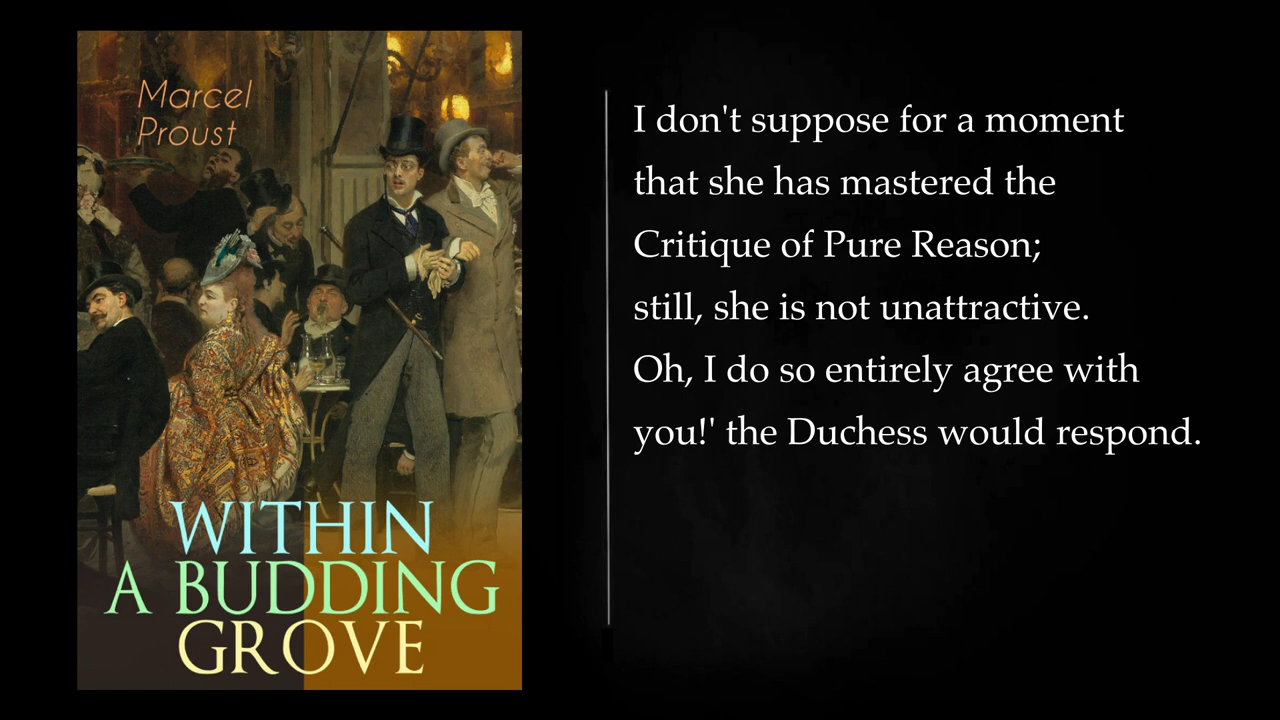 Marcel
Proust
WITHIN
A BUDDING
GROVE
I don't suppose for a moment
that she has mastered the
Critique of Pure Reason;
still, she is not unattractive.
Oh, I do so entirely agree with
you!' the Duchess would respond.